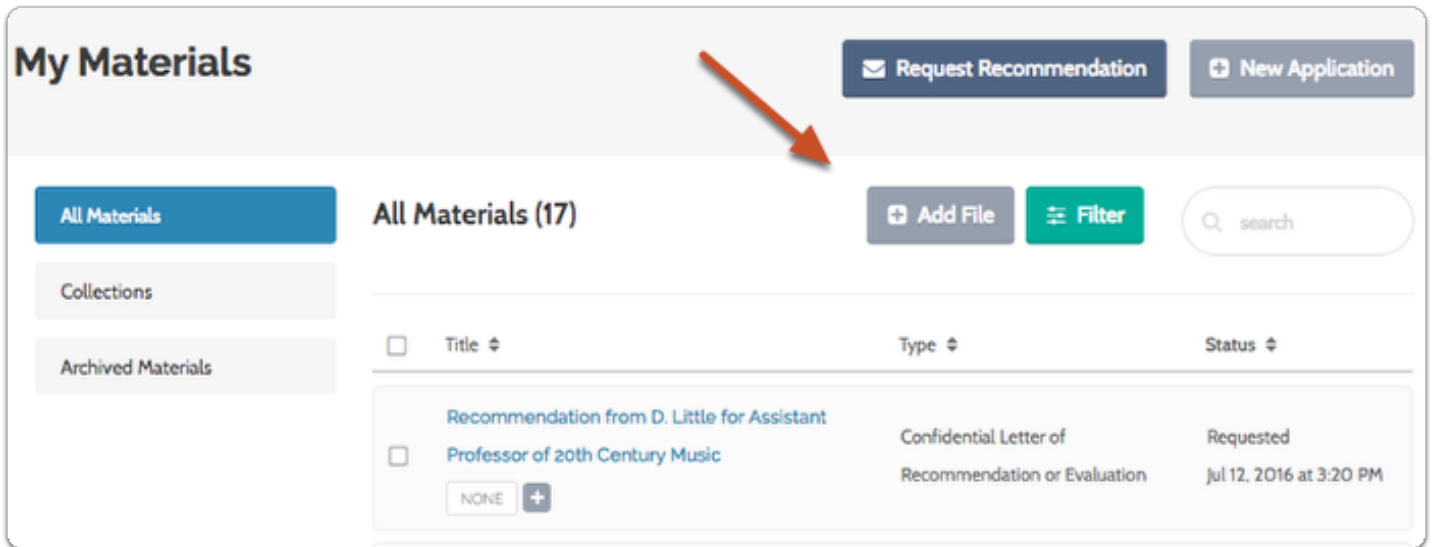 My Materials
Request Recommendation
New Application
All Materials
Collections
Archived Materials
All Materials (17)
Add File
Filter
search
Title
Type
Status
Recommendation from D. Little for Assistant
Professor of 20th Century Music
NONE
Confidential Letter of
Recommendation or Evaluation
Requested
Jul 12, 2016 at 3:20 PM